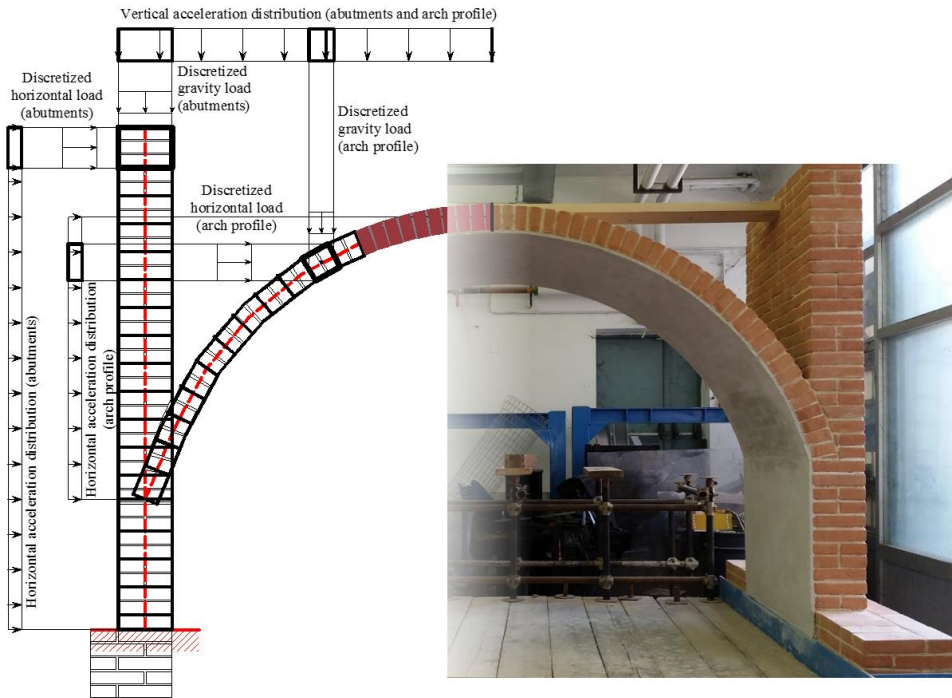 Vertical acceleration distribution (abutments and arch profile)
Discretized
gravity load
(abutments)
Discretized
horizontal load
(abutments)
Discretized
gravity load
(arch profile)
Discretized
horizontal load
(arch profile)
Horizontal acceleration distribution
(arch profile)
Horizontal acceleration distribution (abutments)